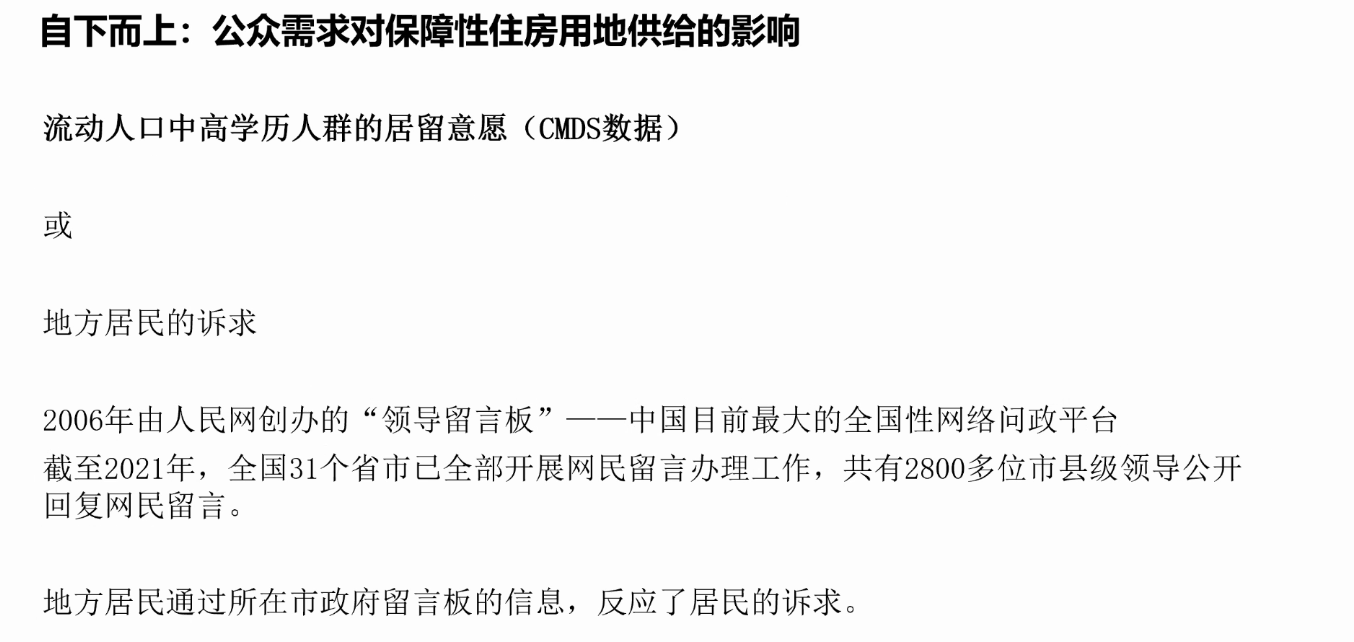 自下而上：公众需求对保障性住房用地供给的影响
流动人口中高学历人群的居留意愿（CMDS数据）
或
地方居民的诉求
2006年由人民网创办的“领导留言板”——中国目前最大的全国性网络问政平台
截至2021年，全国31个省市已全部开展网民留言办理工作，共有2800多位市县级领导公开
回复网民留言。
地方居民通过所在市政府留言板的信息，反应了居民的诉求。